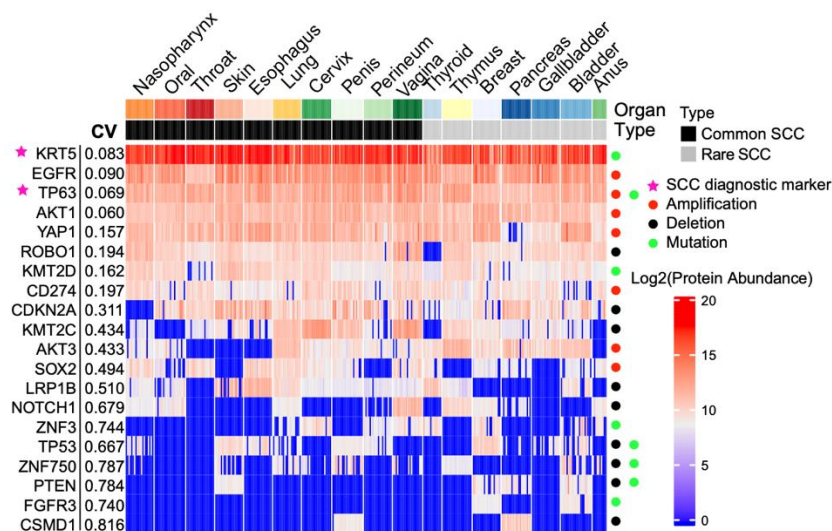 Nasopharynx Oral Throat Skin Esophagus Lung Cervix Penis Perineum Vagina Thyroid Thymus Breast Pancreas Gallbladder Bladder Anus
Organ
CV Type
KRT5 0.083
EGFR 0.090
TP63 0.069
AKT1 0.060
YAP1 0.157
ROBO1 0.194
KMT2D 0.162
CD274 0.197
CDKN2A 0.311
KMT2C 0.434
AKT3 0.433
SOX2 0.494
LRP1B 0.510
NOTCH1 0.679
ZNF3 0.744
TP53 0.667
ZNF750 0.787
PTEN 0.784
FGFR3 0.740
CSMD1 0.816
Type
Common SCC
Rare SCC
SCC diagnostic marker
Amplification
Deletion
Mutation
Log2(Protein Abundance)
20
15
10
5
0